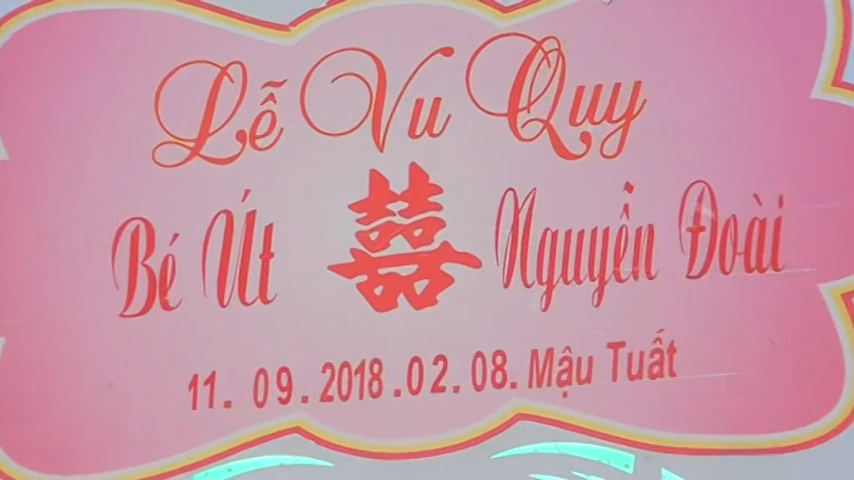 Lễ Vu Quy
Bé Út 囍 Nguyễn Đoài
11. 09. 2018 . 02. 08. Mậu Tuất